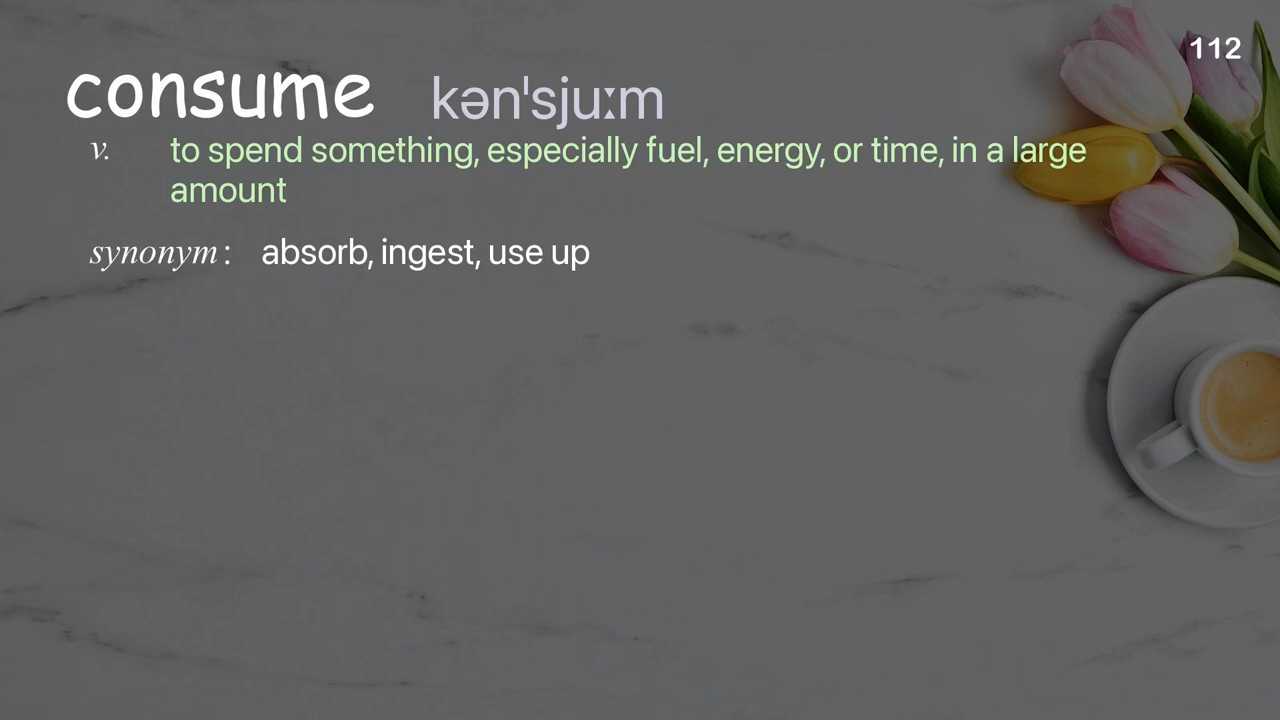 112
consume kən'sjuːm
v. to spend something, especially fuel, energy, or time, in a large
amount
synonym : absorb, ingest, use up